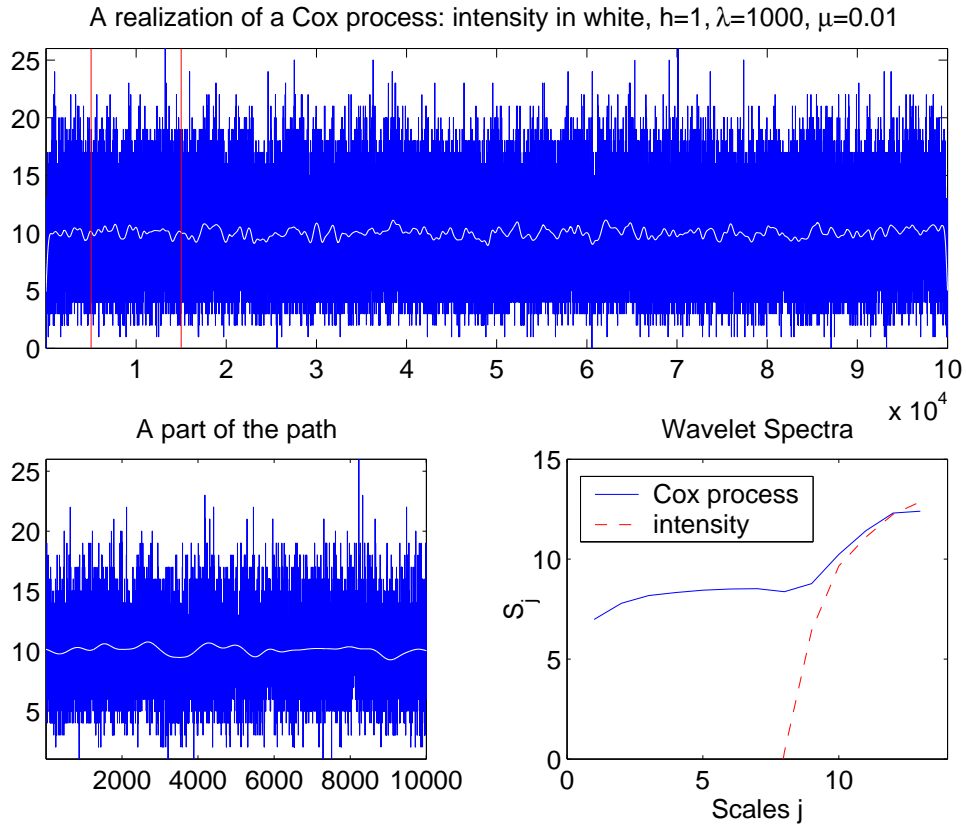 A realization of a Cox process: intensity in white, h=1, λ=1000, μ=0.01
25
20
15
10
5
0
1 2 3 4 5 6 7 8 9 10
x 10^4
A part of the path
25
20
15
10
5
2000 4000 6000 8000 10000
Wavelet Spectra
15
10
5
0
0 5 10
S_j
Scales j
Cox process
intensity